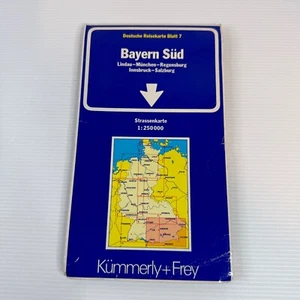 Deutsche Reisekarte Blatt 7
Bayern Süd
Lindau–München–Regensburg
Innsbruck–Salzburg
Strassenkarte
1:250000
Kümmerly+Frey